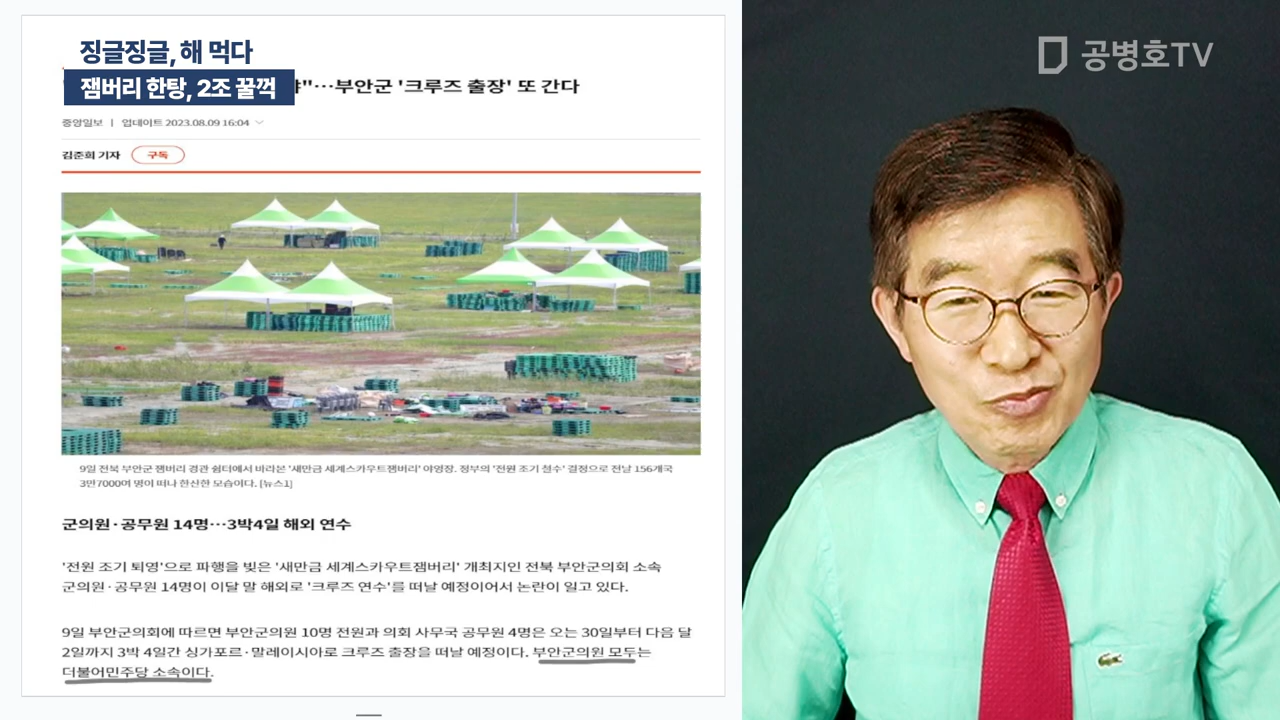 징글징글, 해 먹다
잼버리 한탕, 2조 꿀꺽
"…부안군 '크루즈 출장' 또 간다
중앙일보 | 업데이트 2023.08.09 16:04
김준희 기자 구독
9일 전북 부안군 잼버리 경관 쉼터에서 바라본 '새만금 세계스카우트잼버리' 야영장. 정부의 '전원 조기 철수' 결정으로 전날 156개국
3만7000여 명이 떠나 한산한 모습이다. [뉴스1]
군의원·공무원 14명…3박4일 해외 연수
'전원 조기 퇴영'으로 파행을 빚은 '새만금 세계스카우트잼버리' 개최지인 전북 부안군의회 소속
군의원·공무원 14명이 이달 말 해외로 '크루즈 연수'를 떠날 예정이어서 논란이 일고 있다.
9일 부안군의회에 따르면 부안군의원 10명 전원과 의회 사무국 공무원 4명은 오는 30일부터 다음 달
2일까지 3박 4일간 싱가포르·말레이시아로 크루즈 출장을 떠날 예정이다. 부안군의원 모두는
더불어민주당 소속이다.
공병호TV